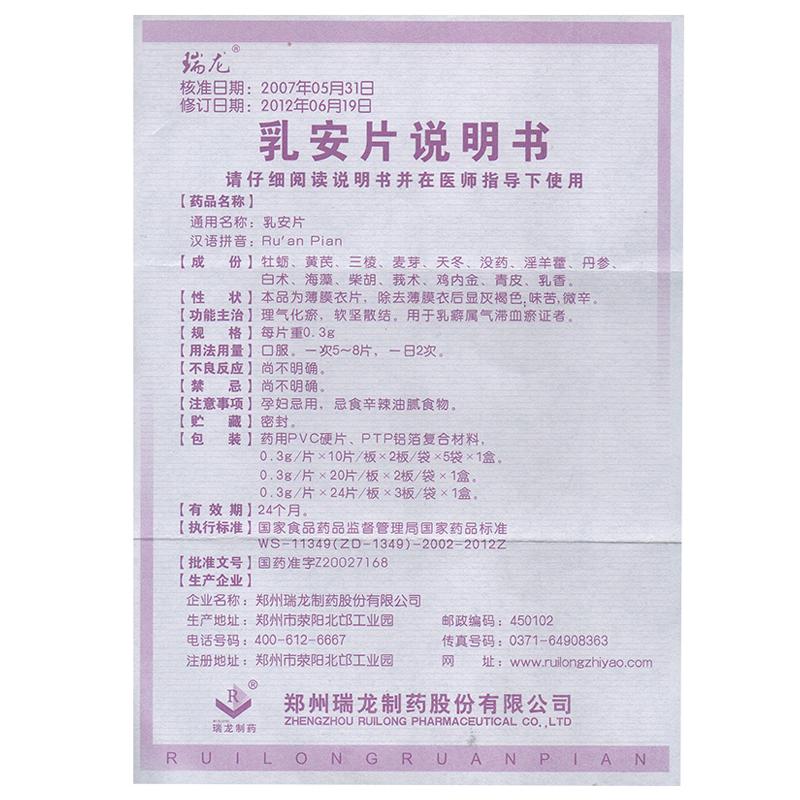 瑞龙®
核准日期：2007年05月31日
修订日期：2012年06月19日
乳安片说明书
请仔细阅读说明书并在医师指导下使用
【药品名称】
通用名称：乳安片
汉语拼音：Ru'an Pian
【成 份】牡蛎、黄芪、三棱、麦芽、天冬、没药、淫羊藿、丹参、
白术、海藻、柴胡、莪术、鸡内金、青皮、乳香。
【性 状】本品为薄膜衣片，除去薄膜衣后显灰褐色；味苦，微辛。
【功能主治】理气化瘀，软坚散结。用于乳癖属气滞血瘀证者。
【规 格】每片重0.3g
【用法用量】口服。一次5～8片，一日2次。
【不良反应】尚不明确。
【禁 忌】尚不明确。
【注意事项】孕妇忌用，忌食辛辣油腻食物。
【贮 藏】密封。
【包 装】药用PVC硬片、PTP铝箔复合材料，
0.3g/片×10片/板×2板/袋×5袋×1盒。
0.3g/片×20片/板×2板/袋×1盒。
0.3g/片×24片/板×3板/袋×1盒。
【有 效 期】24个月。
【执行标准】国家食品药品监督管理局国家药品标准
WS-11349(ZD-1349)-2002-2012Z
【批准文号】国药准字Z20027168
【生产企业】
企业名称：郑州瑞龙制药股份有限公司
生产地址：郑州市荥阳北邙工业园 邮政编码：450102
电话号码：400-612-6667 传真号码：0371-64908363
注册地址：郑州市荥阳北邙工业园 网 址：www.ruilongzhiyao.com
R®
瑞龙制药
郑州瑞龙制药股份有限公司
ZHENGZHOU RUILONG PHARMACEUTICAL CO.,LTD
RUILONGRUANPIAN